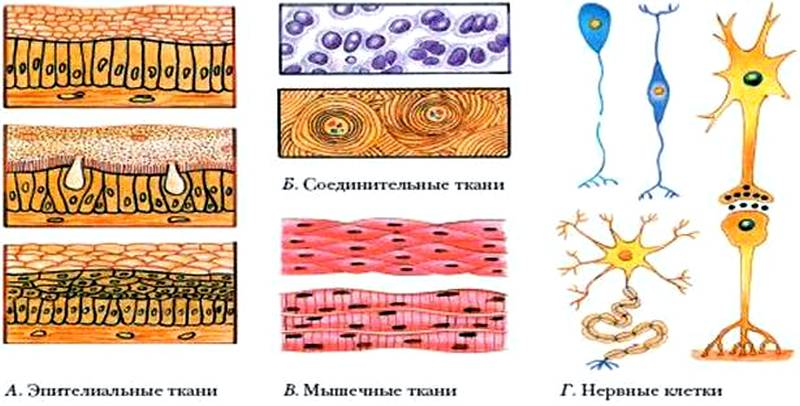 Б. Соединительные ткани
А. Эпителиальные ткани
В. Мышечные ткани
Г. Нервные клетки